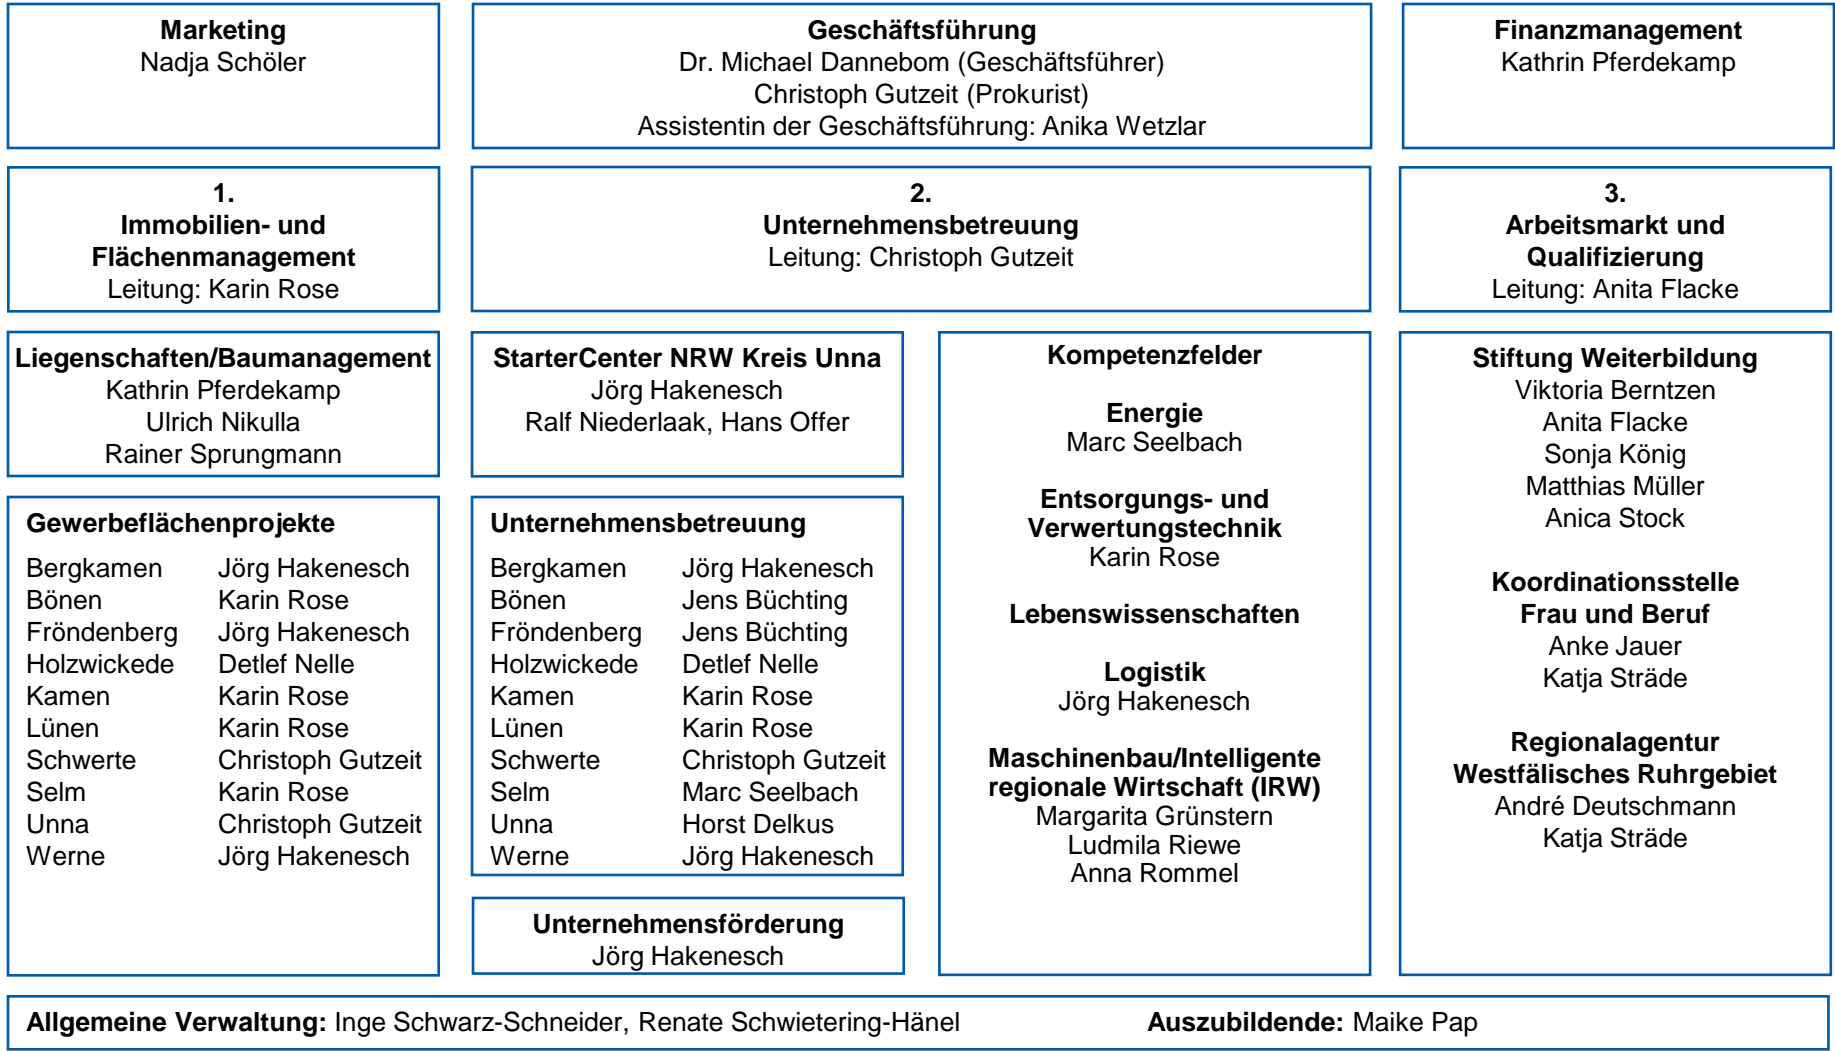 Marketing
Nadja Schöler
Geschäftsführung
Dr. Michael Dannebom (Geschäftsführer)
Christoph Gutzeit (Prokurist)
Assistentin der Geschäftsführung: Anika Wetzlar
Finanzmanagement
Kathrin Pferdekamp
1.
Immobilien- und
Flächenmanagement
Leitung: Karin Rose
2.
Unternehmensbetreuung
Leitung: Christoph Gutzeit
3.
Arbeitsmarkt und
Qualifizierung
Leitung: Anita Flacke
Liegenschaften/Baumanagement
Kathrin Pferdekamp
Ulrich Nikulla
Rainer Sprungmann
Gewerbeflächenprojekte
Bergkamen Jörg Hakenesch
Bönen Karin Rose
Fröndenberg Jörg Hakenesch
Holzwickede Detlef Nelle
Kamen Karin Rose
Lünen Karin Rose
Schwerte Christoph Gutzeit
Selm Karin Rose
Unna Christoph Gutzeit
Werne Jörg Hakenesch
StarterCenter NRW Kreis Unna
Jörg Hakenesch
Ralf Niederlaak, Hans Offer
Unternehmensbetreuung
Bergkamen Jörg Hakenesch
Bönen Jens Büchting
Fröndenberg Jens Büchting
Holzwickede Detlef Nelle
Kamen Karin Rose
Lünen Karin Rose
Schwerte Christoph Gutzeit
Selm Marc Seelbach
Unna Horst Delkus
Werne Jörg Hakenesch
Unternehmensförderung
Jörg Hakenesch
Kompetenzfelder
Energie
Marc Seelbach
Entsorgungs- und
Verwertungstechnik
Karin Rose
Lebenswissenschaften
Logistik
Jörg Hakenesch
Maschinenbau/Intelligente
regionale Wirtschaft (IRW)
Margarita Grünstern
Ludmila Riewe
Anna Rommel
Stiftung Weiterbildung
Viktoria Berntzen
Anita Flacke
Sonja König
Matthias Müller
Anica Stock
Koordinationsstelle
Frau und Beruf
Anke Jauer
Katja Sträde
Regionalagentur
Westfälisches Ruhrgebiet
André Deutschmann
Katja Sträde
Allgemeine Verwaltung: Inge Schwarz-Schneider, Renate Schwietering-Hänel Auszubildende: Maike Pap